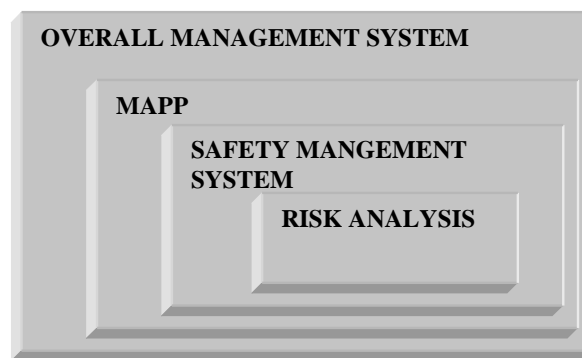 OVERALL MANAGEMENT SYSTEM
MAPP
SAFETY MANGEMENT
SYSTEM
RISK ANALYSIS